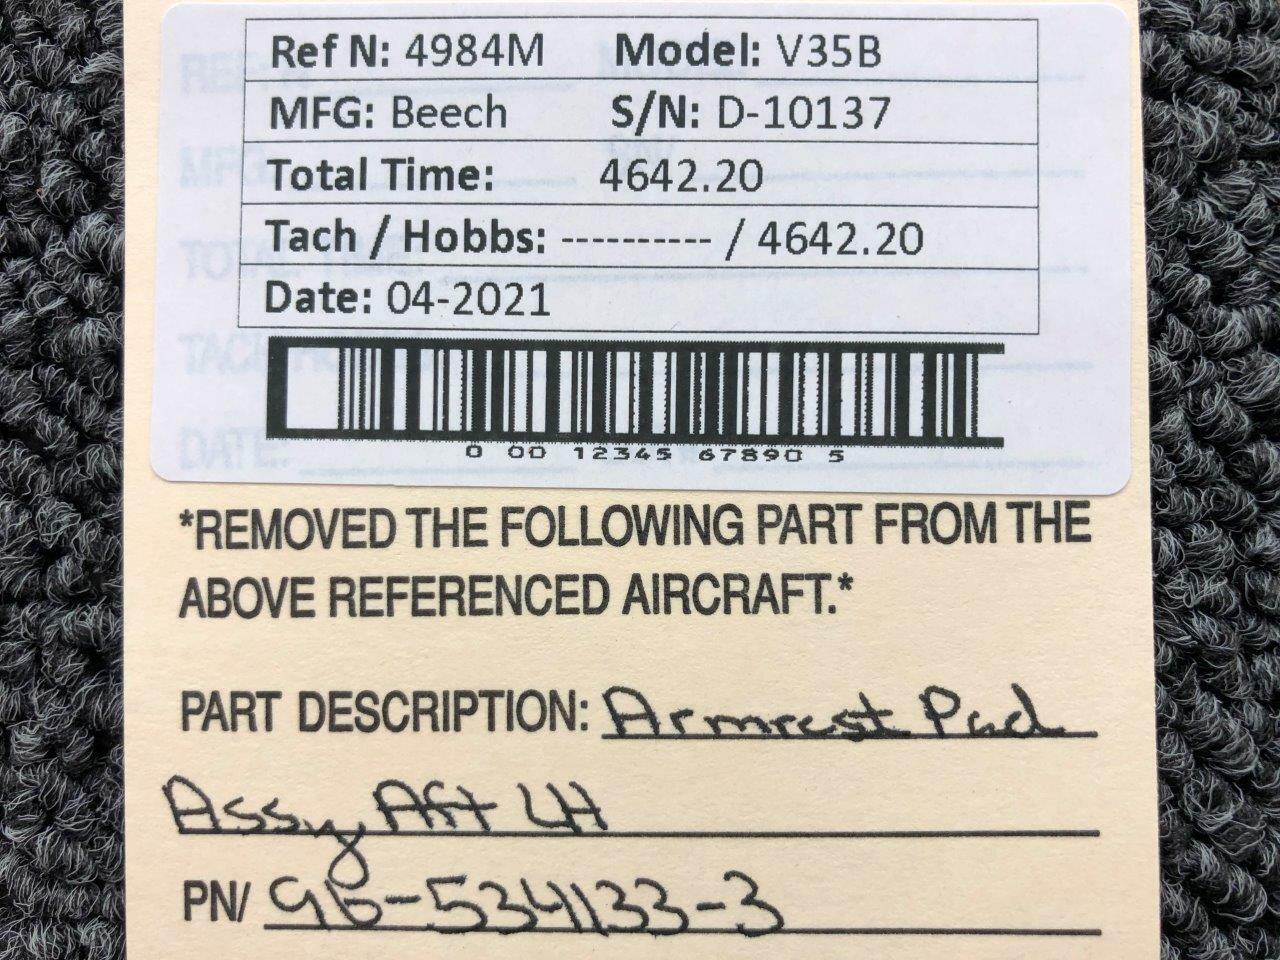 Ref N: 4984M Model: V35B
MFG: Beech S/N: D-10137
Total Time: 4642.20
Tach / Hobbs: ---------- / 4642.20
Date: 04-2021
0 00 12345 67890 5
*REMOVED THE FOLLOWING PART FROM THE
ABOVE REFERENCED AIRCRAFT.*
PART DESCRIPTION: Armrest Pad
Assy Aft LH
PN/ 96-534133-3